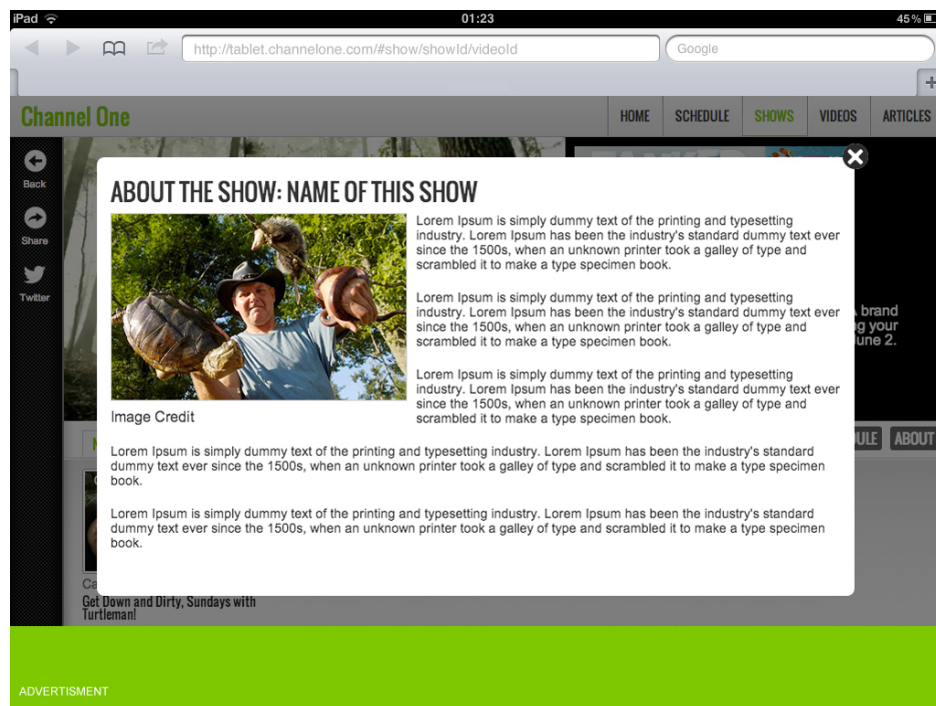 iPad 01:23 45%
http://tablet.channelone.com/#show/showId/videoId Google
Channel One HOME SCHEDULE SHOWS VIDEOS ARTICLES
Back
Share
Twitter
ABOUT THE SHOW: NAME OF THIS SHOW
Lorem Ipsum is simply dummy text of the printing and typesetting
industry. Lorem Ipsum has been the industry's standard dummy text ever
since the 1500s, when an unknown printer took a galley of type and
scrambled it to make a type specimen book.
Lorem Ipsum is simply dummy text of the printing and typesetting
industry. Lorem Ipsum has been the industry's standard dummy text ever
since the 1500s, when an unknown printer took a galley of type and
scrambled it to make a type specimen book.
Lorem Ipsum is simply dummy text of the printing and typesetting
industry. Lorem Ipsum has been the industry's standard dummy text ever
since the 1500s, when an unknown printer took a galley of type and
scrambled it to make a type specimen book.
Image Credit
Lorem Ipsum is simply dummy text of the printing and typesetting industry. Lorem Ipsum has been the industry's standard
dummy text ever since the 1500s, when an unknown printer took a galley of type and scrambled it to make a type specimen
book.
Lorem Ipsum is simply dummy text of the printing and typesetting industry. Lorem Ipsum has been the industry's standard
dummy text ever since the 1500s, when an unknown printer took a galley of type and scrambled it to make a type specimen
book.
brand
your
June 2.
ABOUT
Get Down and Dirty, Sundays with
Turtleman!
ADVERTISMENT